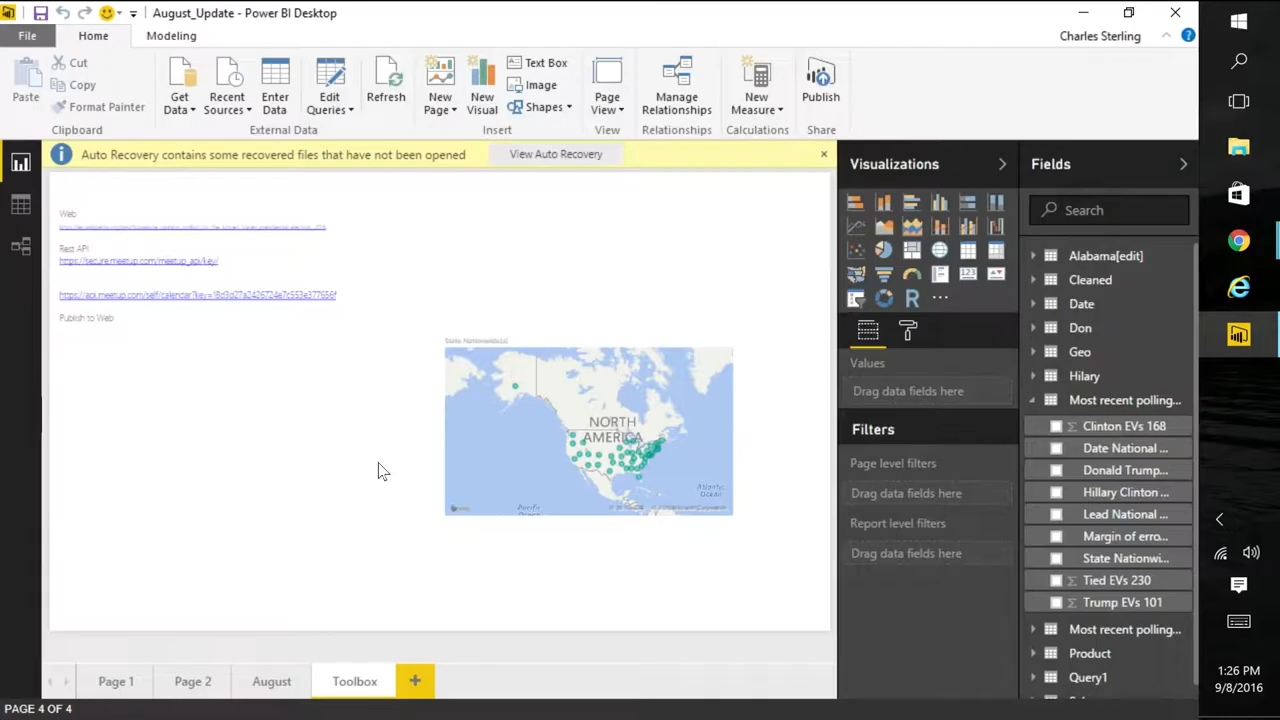 August_Update - Power BI Desktop
File
Home
Modeling
Charles Sterling
Paste
Cut
Copy
Format Painter
Get Data
Recent Sources
Enter Data
Edit Queries
Refresh
New Page
New Visual
Text Box
Image
Shapes
Page View
Manage Relationships
New Measure
Publish
Clipboard
External Data
Insert
View
Relationships
Calculations
Share
Auto Recovery contains some recovered files that have not been opened
View Auto Recovery
Web
Rest API
https://secure.meetup.com/meetup_api/key/
Publish to Web
State Nationwide[a]
NORTH
AMERICA
Pacific
Ocean
Atlantic
Ocean
Visualizations
Values
Drag data fields here
Filters
Page level filters
Drag data fields here
Report level filters
Drag data fields here
Fields
Search
Alabama[edit]
Cleaned
Date
Don
Geo
Hilary
Most recent polling...
Clinton EVs 168
Date National ...
Donald Trump...
Hillary Clinton ...
Lead National ...
Margin of erro...
State Nationwi...
Tied EVs 230
Trump EVs 101
Most recent polling...
Product
Query1
Page 1
Page 2
August
Toolbox
PAGE 4 OF 4
1:26 PM
9/8/2016